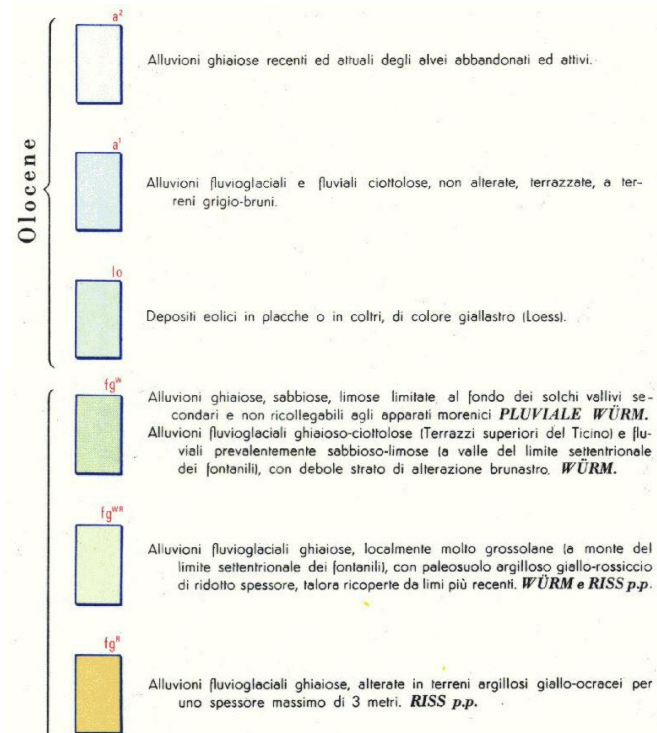 Olocene
a²
Alluvioni ghiaiose recenti ed attuali degli alvei abbandonati ed attivi.
a¹
Alluvioni fluvioglaciali e fluviali ciottolose, non alterate, terrazzate, a ter-
reni grigio-bruni.
lo
Depositi eolici in placche o in coltri, di colore giallastro (Loess).
fgᵂ
Alluvioni ghiaiose, sabbiose, limose limitate al fondo dei solchi vallivi se-
condari e non ricollegabili agli apparati morenici PLUVIALE WÜRM.
Alluvioni fluvioglaciali ghiaioso-ciottolose (Terrazzi superiori del Ticino) e flu-
viali prevalentemente sabbioso-limose (a valle del limite settentrionale
dei fontanili), con debole strato di alterazione brunastro. WÜRM.
fgᵂᴿ
Alluvioni fluvioglaciali ghiaiose, localmente molto grossolane (a monte del
limite settentrionale dei fontanili), con paleosuolo argilloso giallo-rossiccio
di ridotto spessore, talora ricoperte da limi più recenti. WÜRM e RISS p.p.
fgᴿ
Alluvioni fluvioglaciali ghiaiose, alterate in terreni argillosi giallo-ocracei per
uno spessore massimo di 3 metri. RISS p.p.